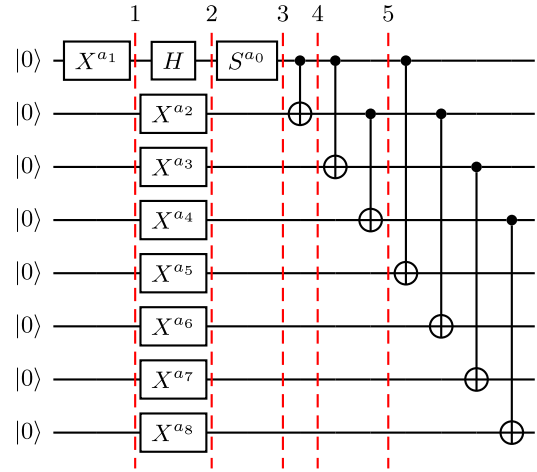 1 2 3 4 5
|0⟩ X^{a_1} H S^{a_0}
|0⟩ X^{a_2}
|0⟩ X^{a_3}
|0⟩ X^{a_4}
|0⟩ X^{a_5}
|0⟩ X^{a_6}
|0⟩ X^{a_7}
|0⟩ X^{a_8}